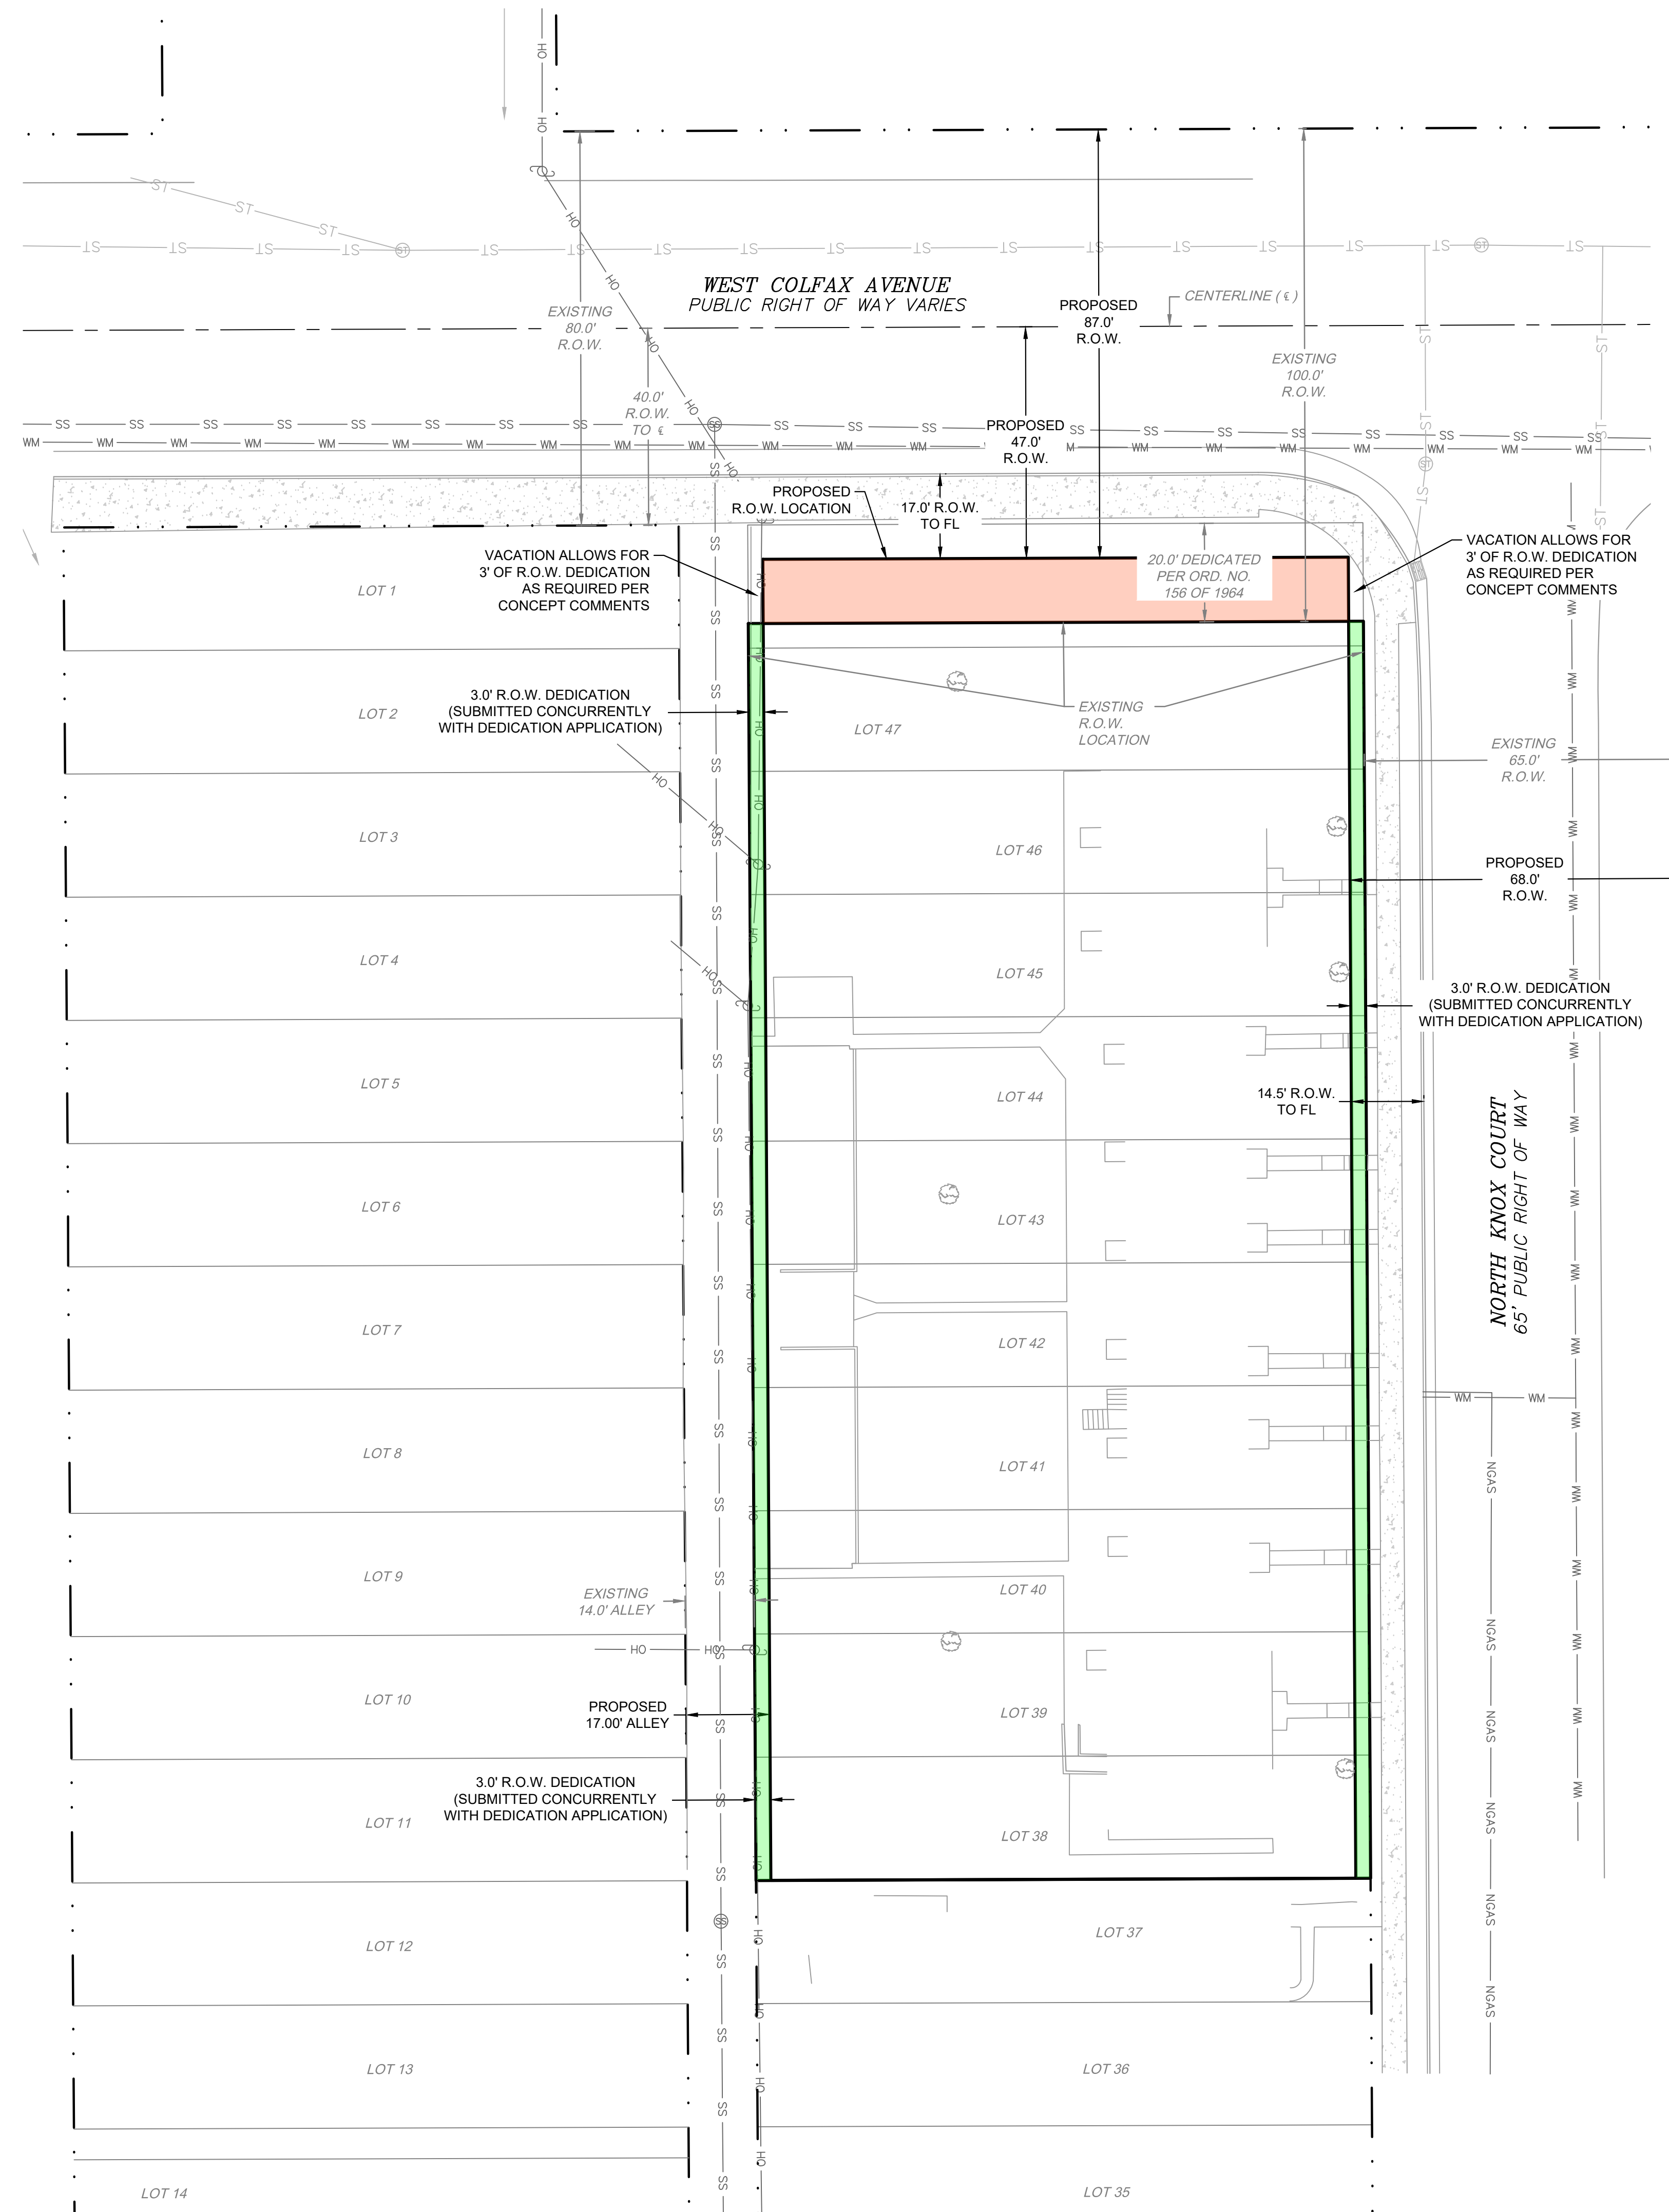 WEST COLFAX AVENUE
PUBLIC RIGHT OF WAY VARIES
CENTERLINE ( ℄ )
EXISTING
80.0'
R.O.W.
PROPOSED
87.0'
R.O.W.
EXISTING
100.0'
R.O.W.
40.0'
R.O.W.
TO ℄
PROPOSED
47.0'
R.O.W.
PROPOSED
R.O.W. LOCATION
17.0' R.O.W.
TO FL
VACATION ALLOWS FOR
3' OF R.O.W. DEDICATION
AS REQUIRED PER
CONCEPT COMMENTS
20.0' DEDICATED
PER ORD. NO.
156 OF 1964
VACATION ALLOWS FOR
3' OF R.O.W. DEDICATION
AS REQUIRED PER
CONCEPT COMMENTS
LOT 1
3.0' R.O.W. DEDICATION
(SUBMITTED CONCURRENTLY
WITH DEDICATION APPLICATION)
LOT 2
LOT 47
EXISTING
R.O.W.
LOCATION
EXISTING
65.0'
R.O.W.
LOT 3
LOT 46
PROPOSED
68.0'
R.O.W.
LOT 4
LOT 45
3.0' R.O.W. DEDICATION
(SUBMITTED CONCURRENTLY
WITH DEDICATION APPLICATION)
LOT 5
LOT 44
14.5' R.O.W.
TO FL
NORTH KNOX COURT
65' PUBLIC RIGHT OF WAY
LOT 6
LOT 43
LOT 7
LOT 42
LOT 8
LOT 41
LOT 9
EXISTING
14.0' ALLEY
LOT 40
LOT 10
PROPOSED
17.00' ALLEY
LOT 39
3.0' R.O.W. DEDICATION
(SUBMITTED CONCURRENTLY
WITH DEDICATION APPLICATION)
LOT 11
LOT 38
LOT 12
LOT 37
LOT 13
LOT 36
LOT 14
LOT 35
OH
ST
SS
WM
NGAS